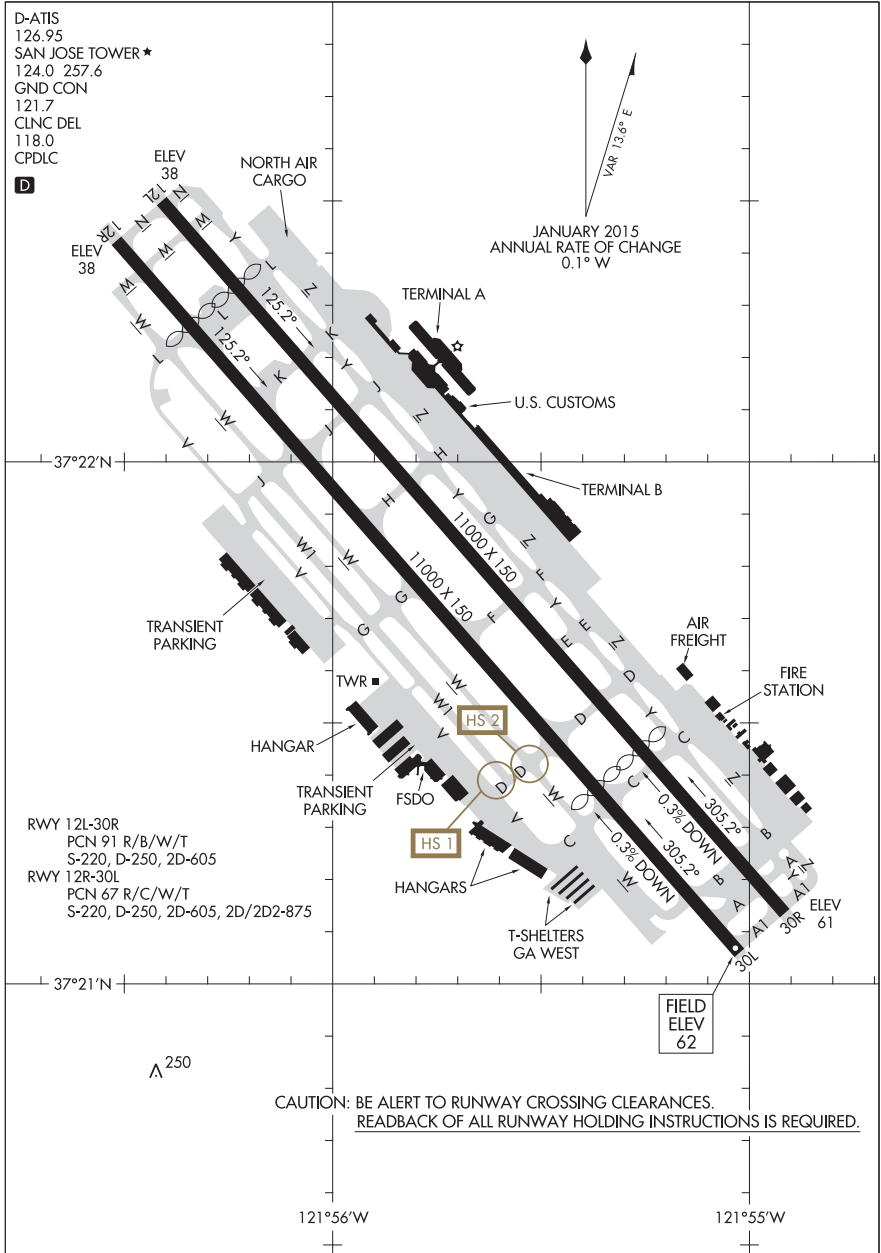 D-ATIS
126.95
SAN JOSE TOWER★
124.0 257.6
GND CON
121.7
CLNC DEL
118.0
CPDLC
D
VAR 13.6° E
JANUARY 2015
ANNUAL RATE OF CHANGE
0.1° W
ELEV
38
NORTH AIR
CARGO
12L
N
N
W
N
Y
W
W
12R
ELEV
38
W
W
L
L
L
Z
K
125.2°
125.2°
TERMINAL A
Y
J
K
J
Z
U.S. CUSTOMS
V
W
H
37°22'N
J
TERMINAL B
H
Y
G
Z
11000 X 150
11000 X 150
W1
W
V
F
Y
G
F
E
E
Z
G
TRANSIENT
PARKING
AIR
FREIGHT
D
FIRE
STATION
TWR
W
W1
V
HS 2
D
Y
C
HANGAR
TRANSIENT
PARKING
FSDO
D
D
HS 1
C
Z
W
V
C
0.3% DOWN
305.2°
0.3% DOWN
305.2°
B
RWY 12L-30R
PCN 91 R/B/W/T
S-220, D-250, 2D-605
RWY 12R-30L
PCN 67 R/C/W/T
S-220, D-250, 2D-605, 2D/2D2-875
HANGARS
W
B
A
Z
Y
A
A1
A1
30R
ELEV
61
T-SHELTERS
GA WEST
30L
37°21'N
FIELD
ELEV
62
250
CAUTION: BE ALERT TO RUNWAY CROSSING CLEARANCES.
READBACK OF ALL RUNWAY HOLDING INSTRUCTIONS IS REQUIRED.
121°56'W
121°55'W